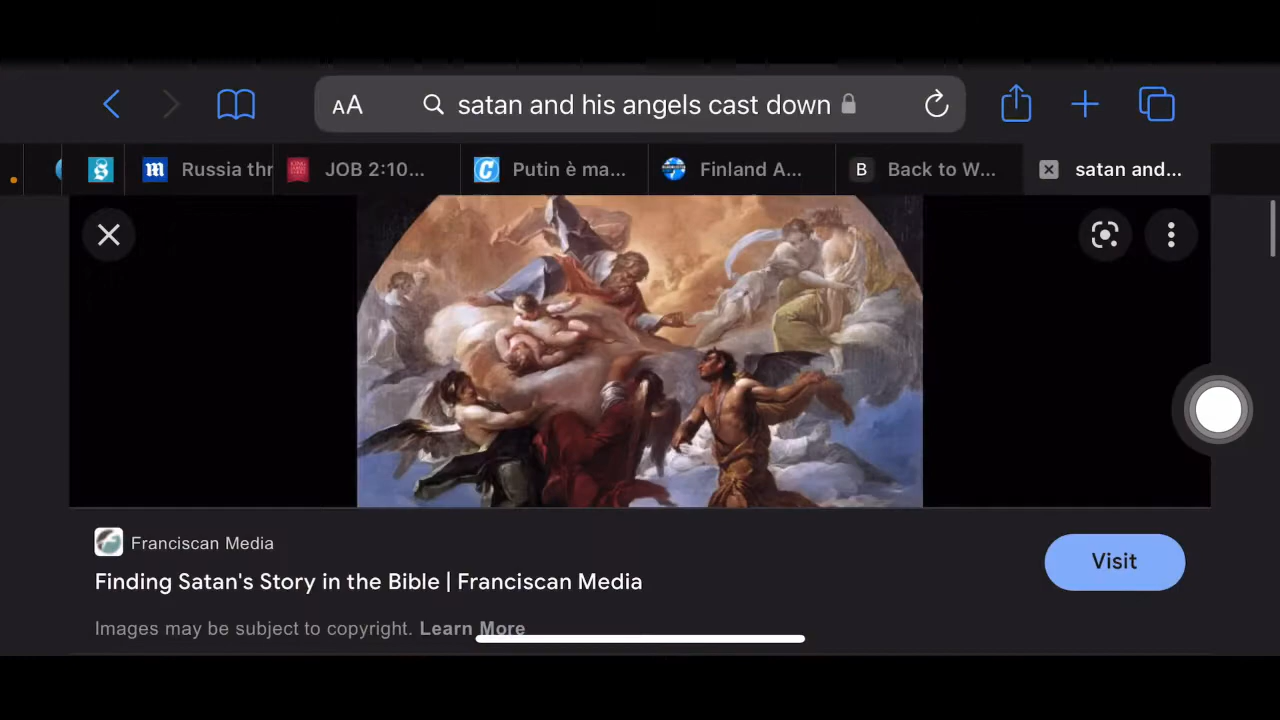 AA satan and his angels cast down
Russia thr JOB 2:10... Putin è ma... Finland A... B Back to W... satan and...
Franciscan Media
Finding Satan's Story in the Bible | Franciscan Media
Visit
Images may be subject to copyright. Learn More